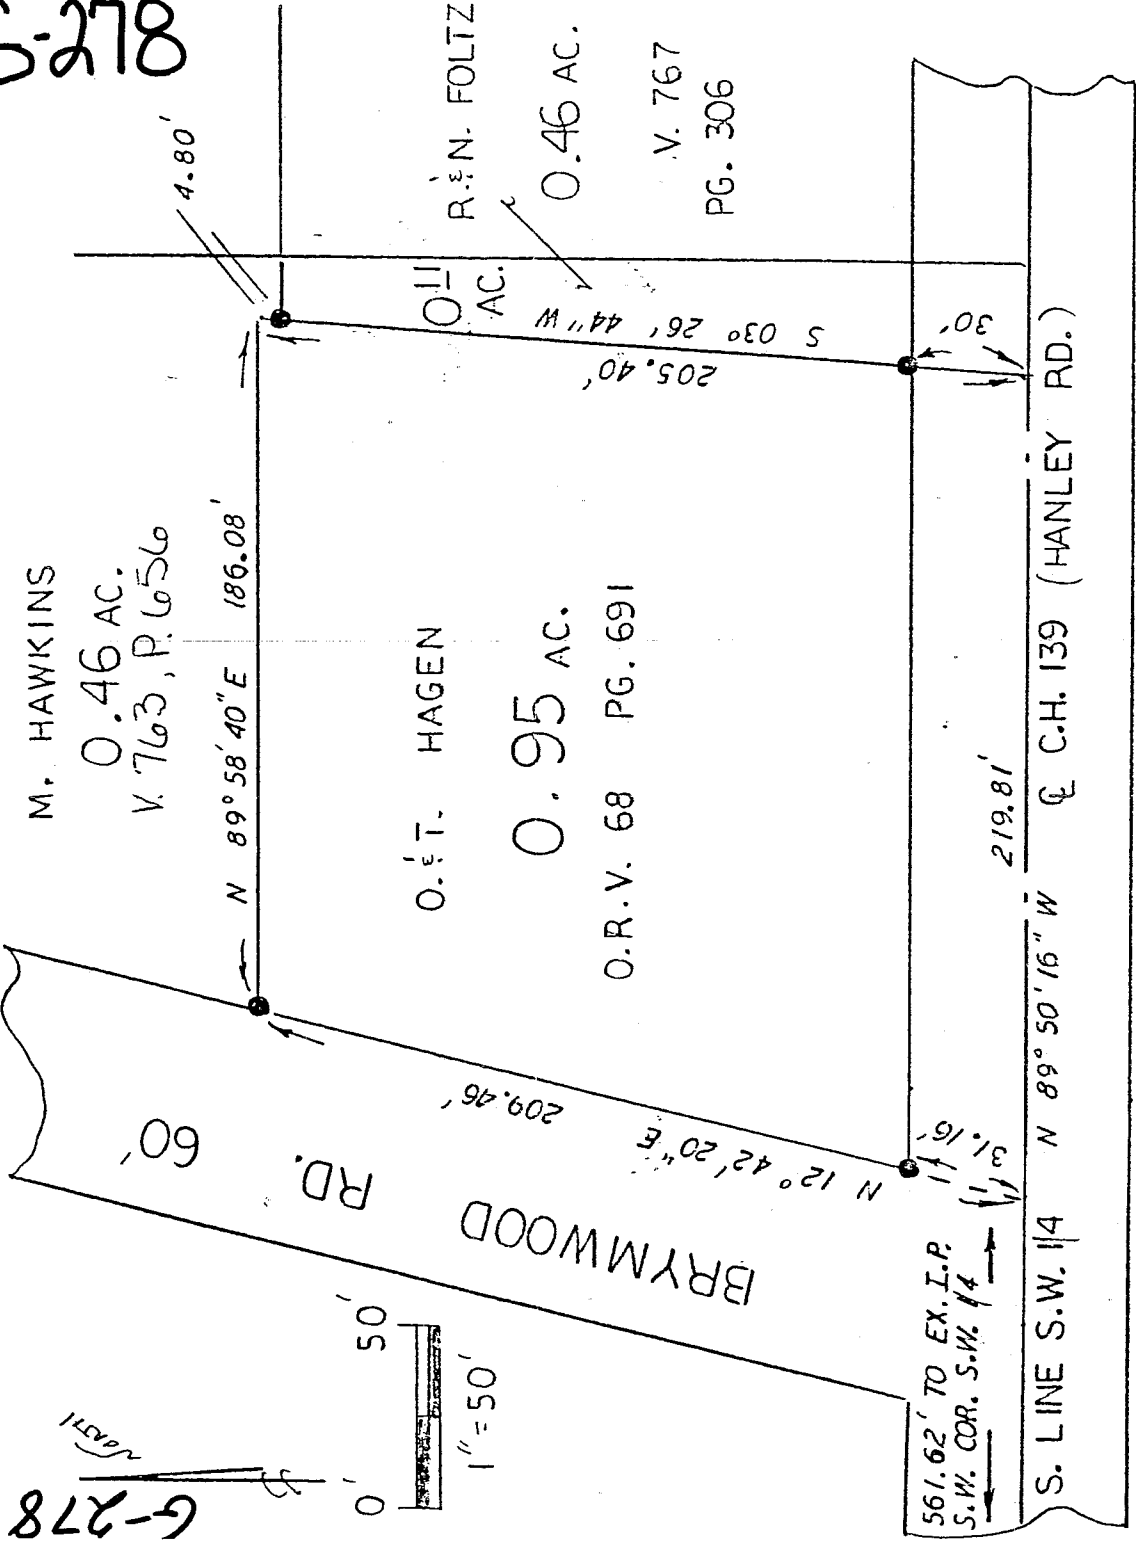 G-278
G-278
NORTH
0' 50'
1" = 50'
BRYMWOOD RD. 60'
M. HAWKINS
0.46 AC.
V. 763, P. 656
N 89° 58' 40" E 186.08'
4.80'
O. & T. HAGEN
0.95 AC.
O.R.V. 68 PG. 691
N 12° 42' 20" E 209.46'
31.16'
S 03° 26' 44" W
205.40'
30'
0.11
AC.
R. & N. FOLTZ
0.46 AC.
V. 767
PG. 306
561.62' TO EX. I.P.
S.W. COR. S.W. 1/4
219.81'
S. LINE S.W. 1/4 N 89° 50' 16" W ℄ C.H. 139 (HANLEY RD.)